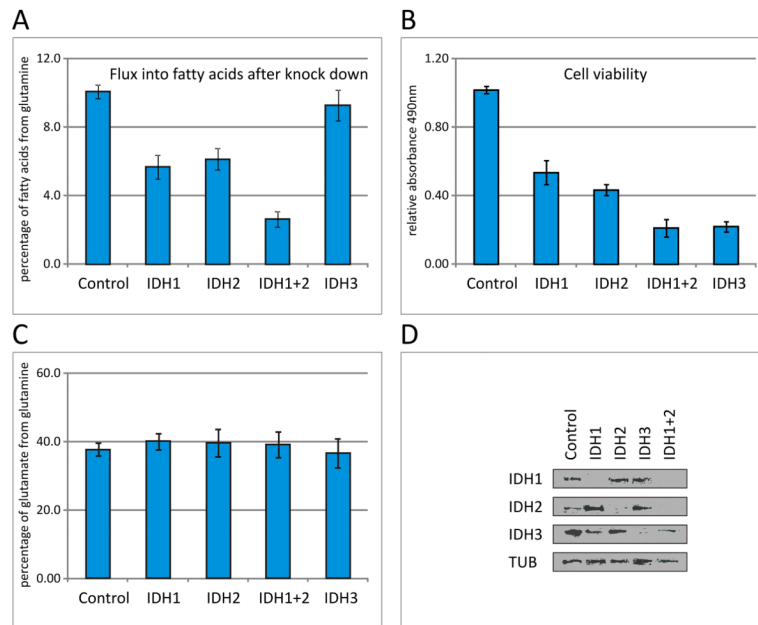 A
percentage of fatty acids from glutamine
Flux into fatty acids after knock down
12.0
8.0
4.0
0.0
Control IDH1 IDH2 IDH1+2 IDH3
B
relative absorbance 490nm
Cell viability
1.20
0.80
0.40
0.00
Control IDH1 IDH2 IDH1+2 IDH3
C
percentage of glutamate from glutamine
60.0
40.0
20.0
0.00
Control IDH1 IDH2 IDH1+2 IDH3
D
Control IDH1 IDH2 IDH3 IDH1+2
IDH1
IDH2
IDH3
TUB